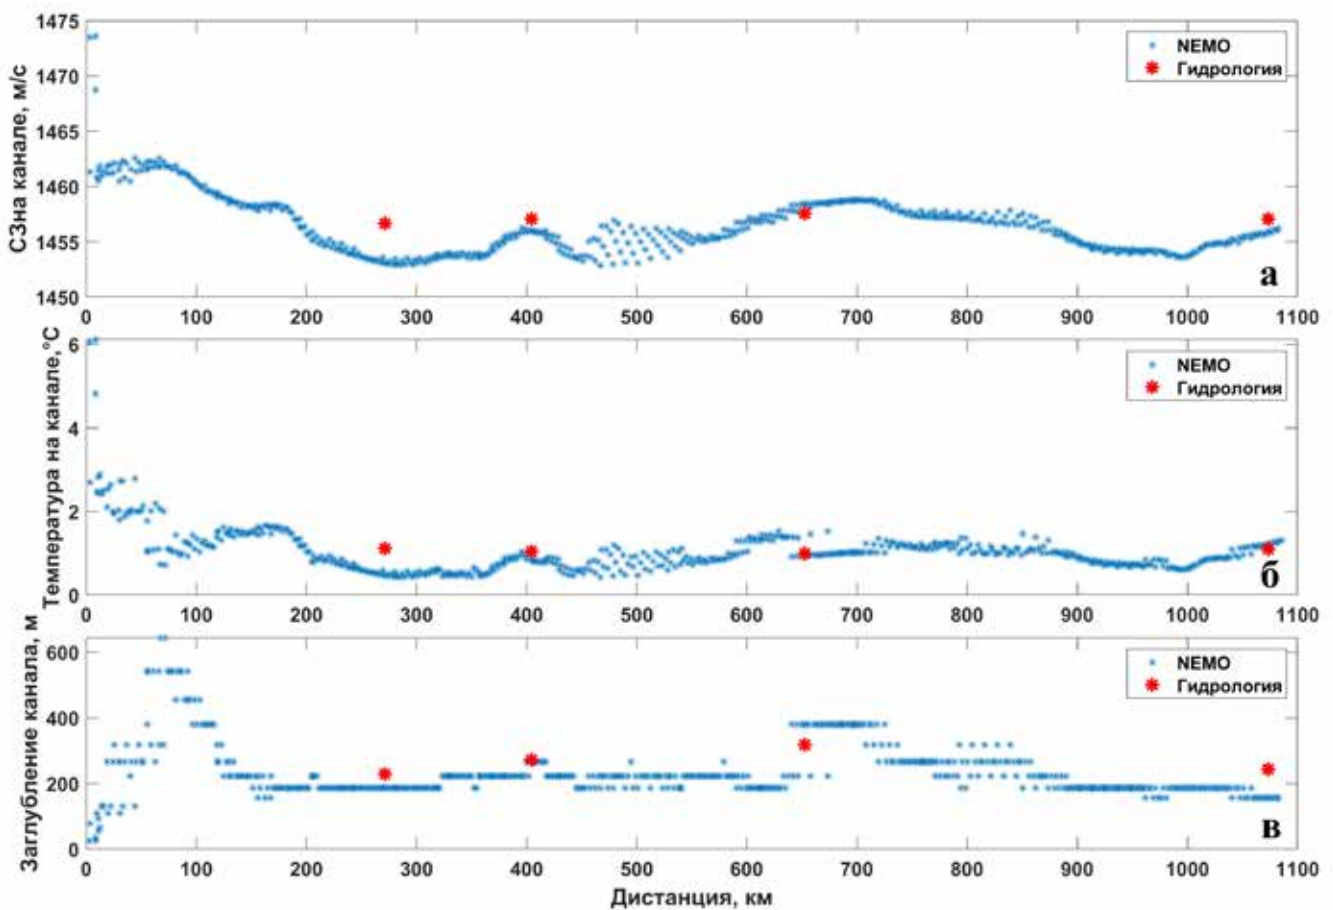 СЗна канале, м/с
1475
1470
1465
1460
1455
1450
NEMO
Гидрология
а
0 100 200 300 400 500 600 700 800 900 1000 1100
Температура на канале,°C
6
4
2
0
NEMO
Гидрология
б
0 100 200 300 400 500 600 700 800 900 1000 1100
Заглубление канала, м
600
400
200
0
NEMO
Гидрология
в
0 100 200 300 400 500 600 700 800 900 1000 1100
Дистанция, км